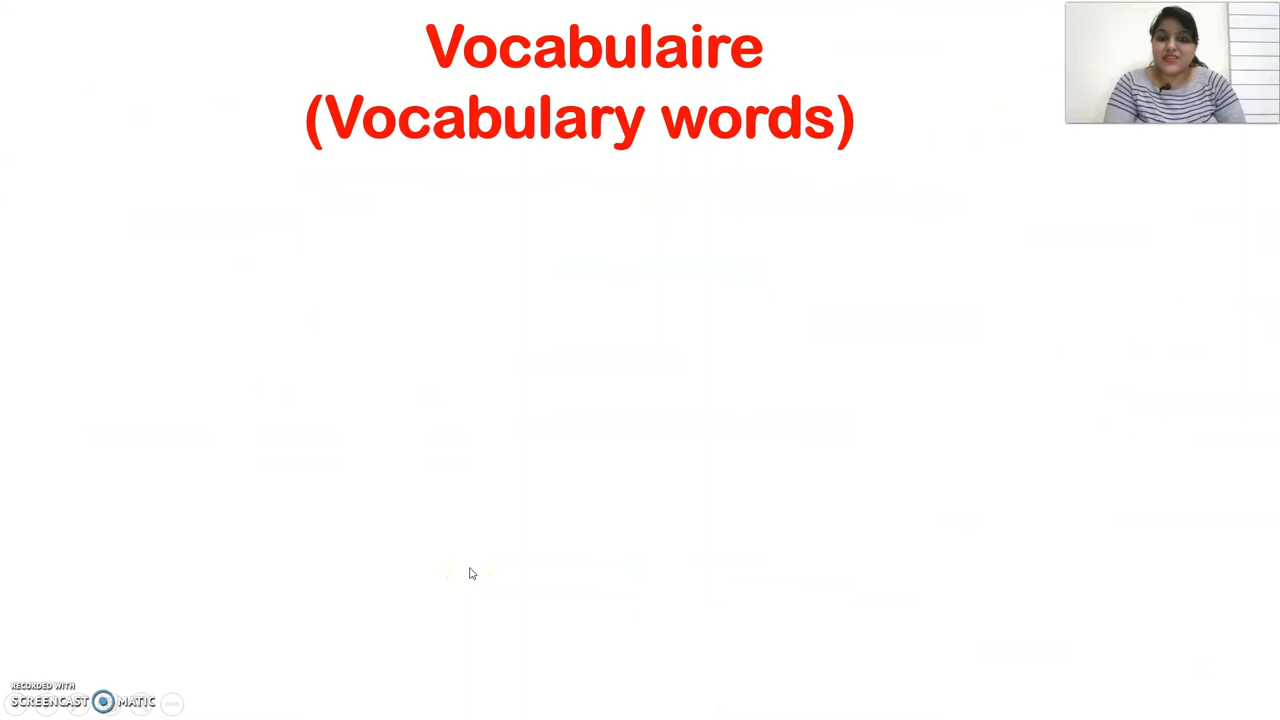 Vocabulaire
(Vocabulary words)
RECORDED WITH
SCREENCAST MATIC